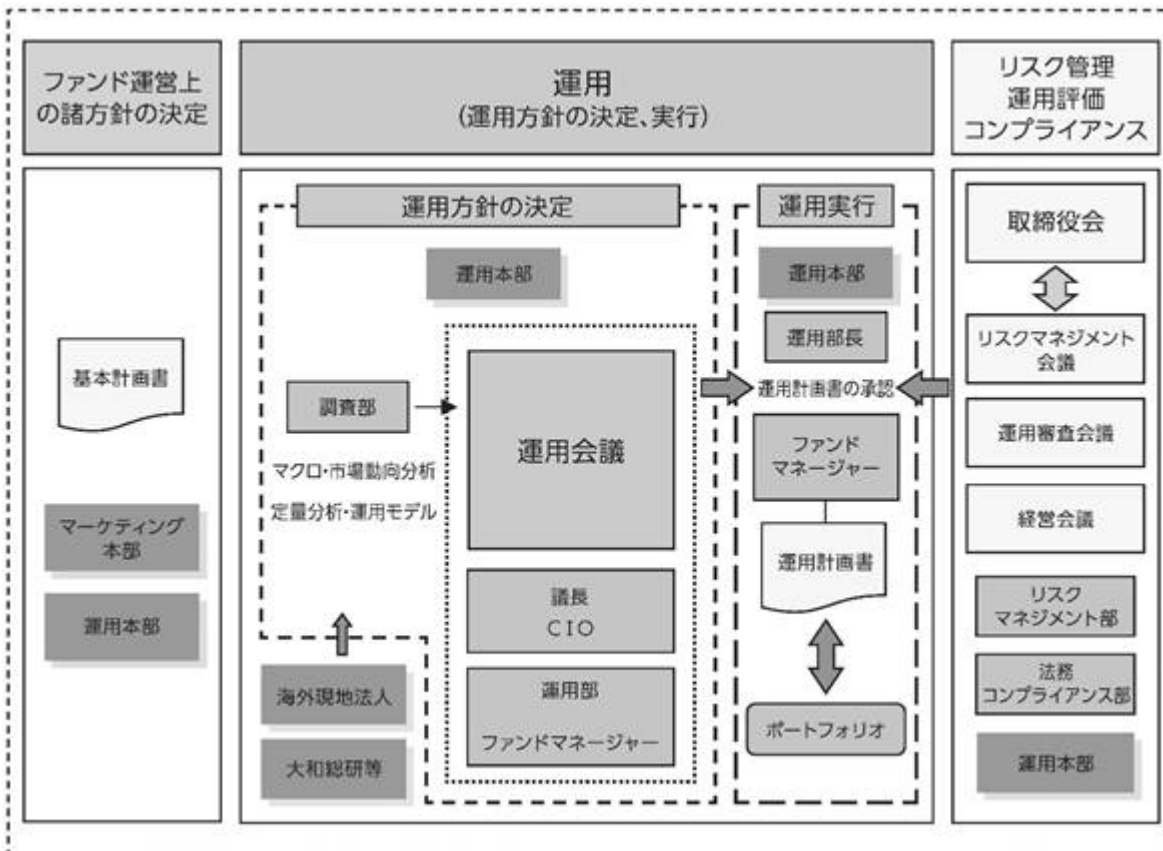 ファンド運営上
の諸方針の決定
運用
(運用方針の決定、実行)
リスク管理
運用評価
コンプライアンス
基本計画書
マーケティング
本部
運用本部
運用方針の決定
運用本部
調査部
マクロ・市場動向分析
定量分析・運用モデル
運用会議
議長
CIO
運用部
ファンドマネージャー
海外現地法人
大和総研等
運用実行
運用本部
運用部長
運用計画書の承認
ファンド
マネージャー
運用計画書
ポートフォリオ
取締役会
リスクマネジメント
会議
運用審査会議
経営会議
リスク
マネジメント部
法務
コンプライアンス部
運用本部